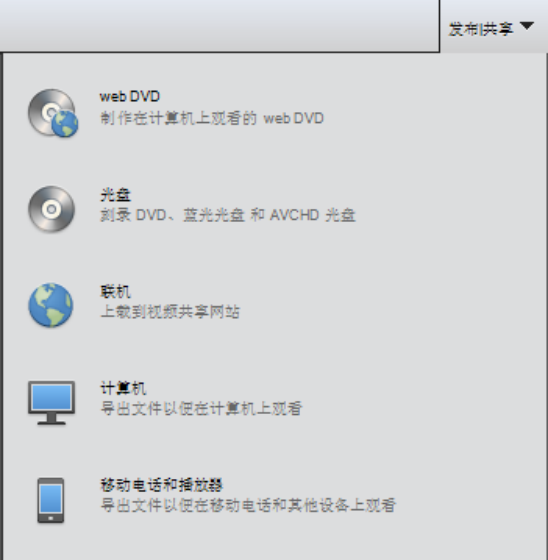 发布|共享
web DVD
制作在计算机上观看的 web DVD
光盘
刻录 DVD、蓝光光盘 和 AVCHD 光盘
联机
上载到视频共享网站
计算机
导出文件以便在计算机上观看
移动电话和播放器
导出文件以便在移动电话和其他设备上观看